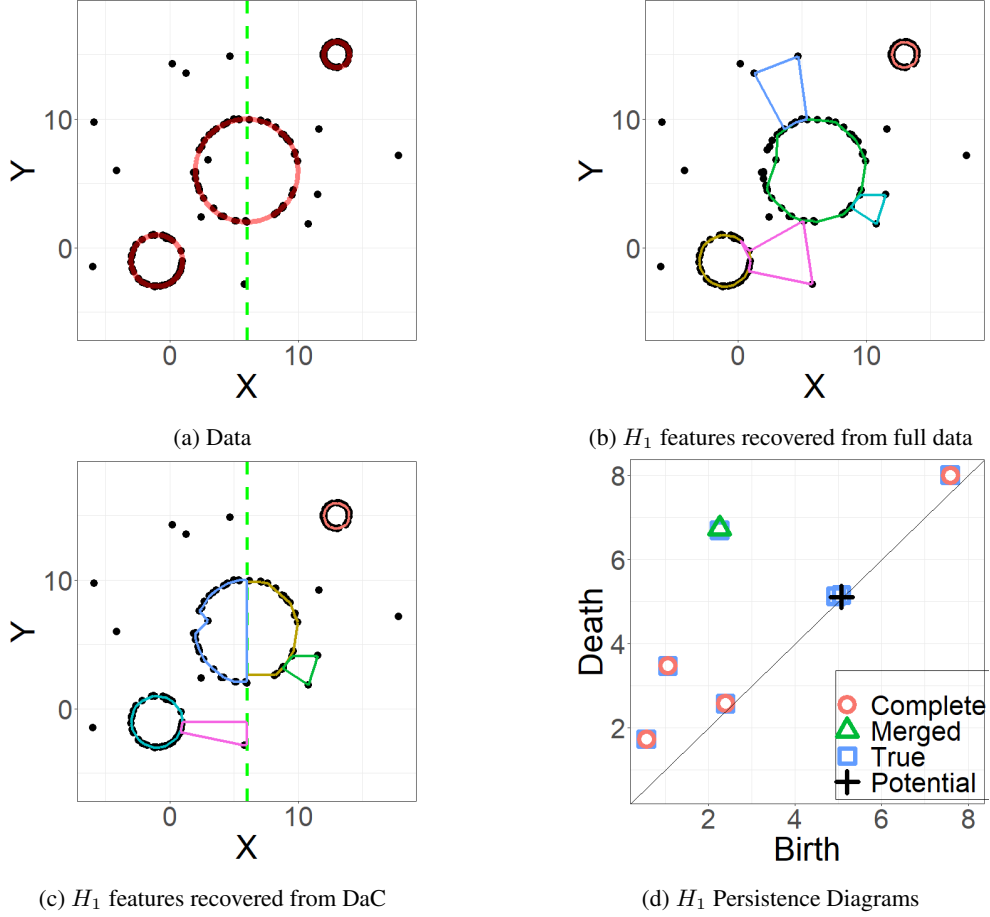 Y
10
0
0
10
X
(a) Data
Y
10
0
0
10
X
(b) H₁ features recovered from full data
Y
10
0
0
10
X
(c) H₁ features recovered from DaC
Death
8
6
4
2
Complete
Merged
True
Potential
2
4
6
8
Birth
(d) H₁ Persistence Diagrams